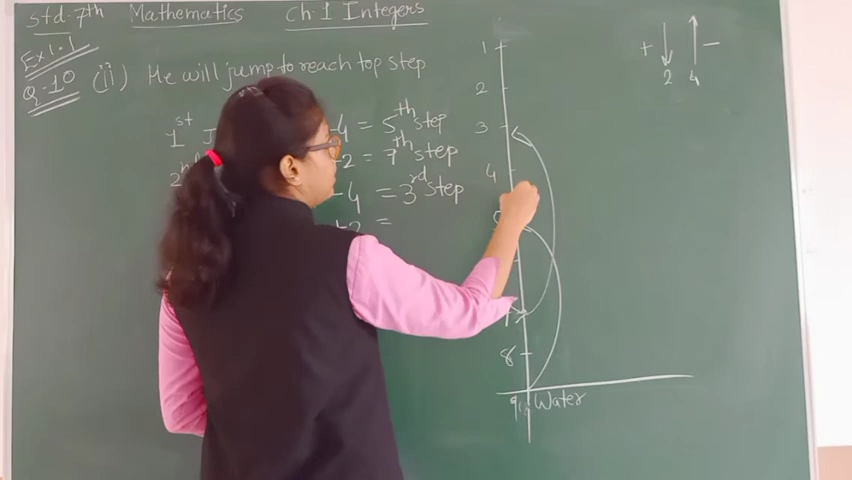 Std: 7th Mathematics Ch.1 Integers
Ex 1.1
Q.10 (ii) He will jump to reach top step
1st J -4 = 5th step
2nd +2 = 7th step
-4 = 3rd step
+2 =
1
2
3
4
7
8
9th Water
+ -
2 4